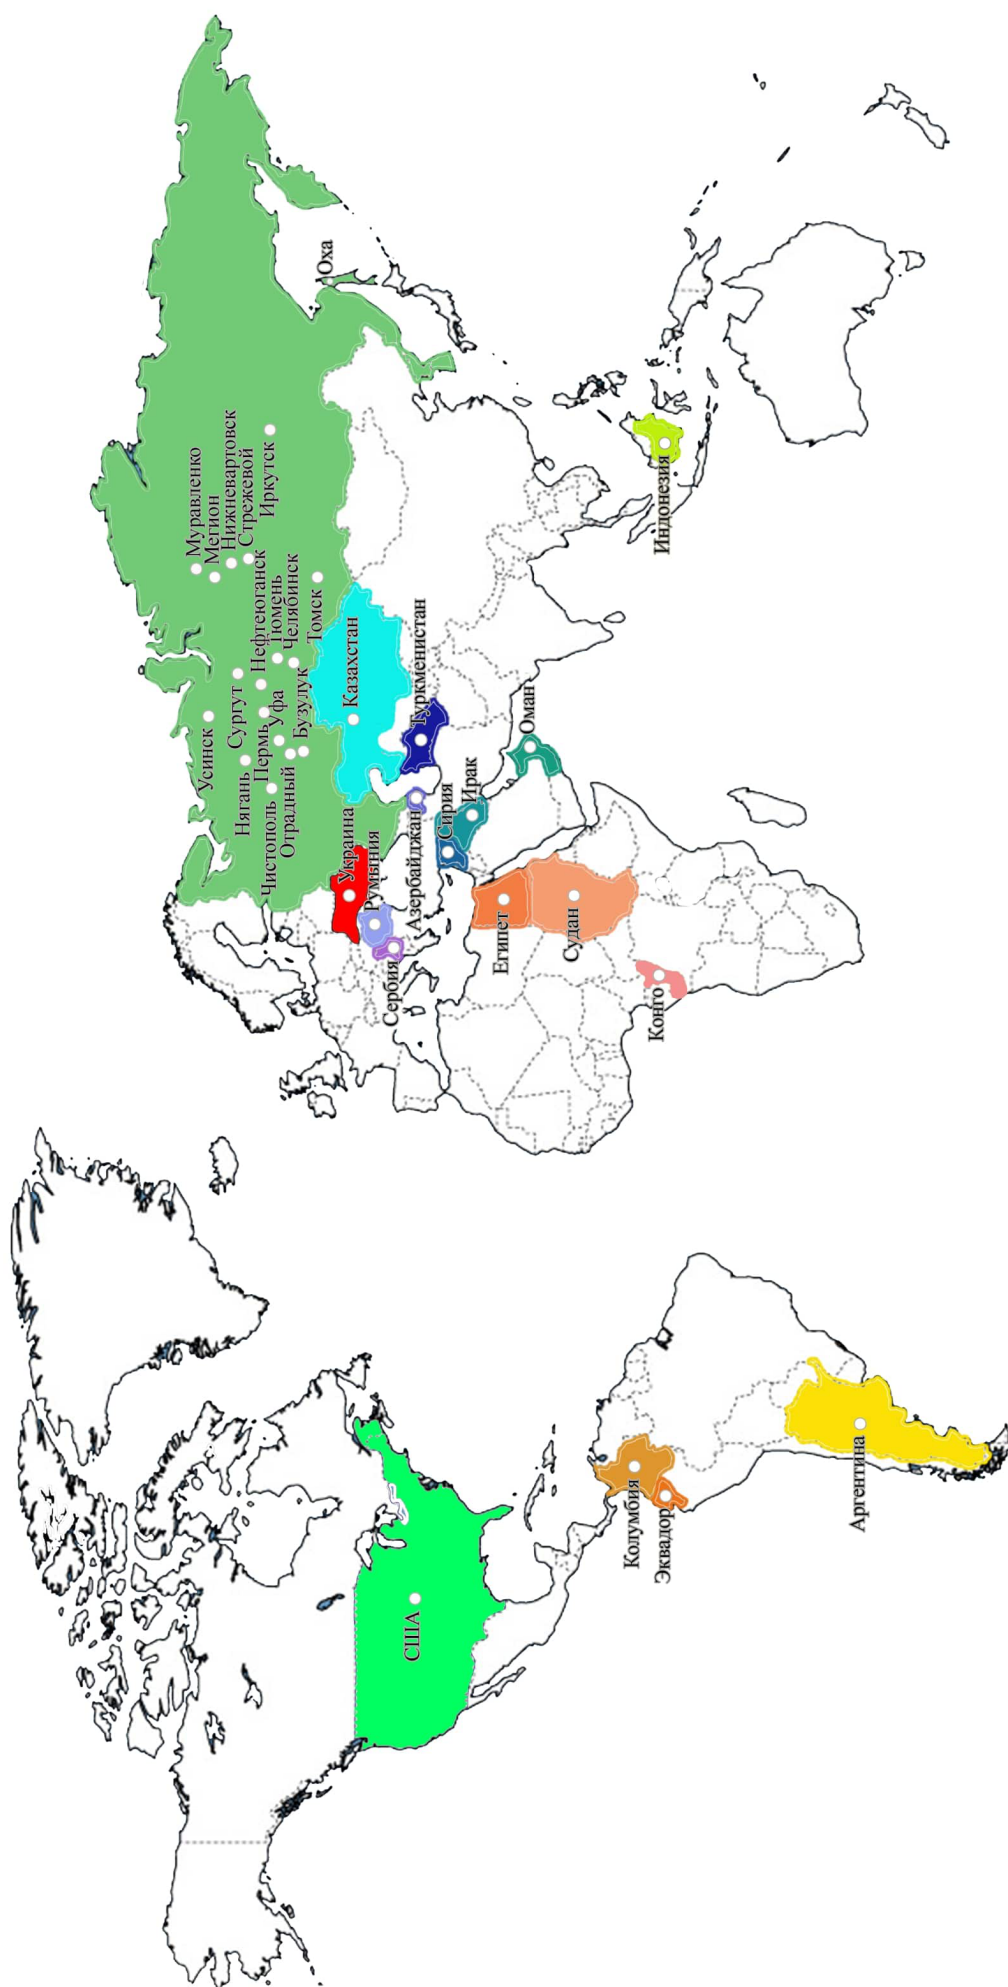 Оха
Муравленко
Мегион
Нижневартовск
Стрежевой
Иркутск
Усинск
Сургут
Нефтеюганск
Тюмень
Челябинск
Томск
Нягань
Пермь
Уфа
Бузулук
Чистополь
Отрадный
Казахстан
Туркменистан
Украина
Румыния
Азербайджан
Сербия
Сирия
Ирак
Оман
Египет
Судан
Конго
Индонезия
США
Колумбия
Эквадор
Аргентина